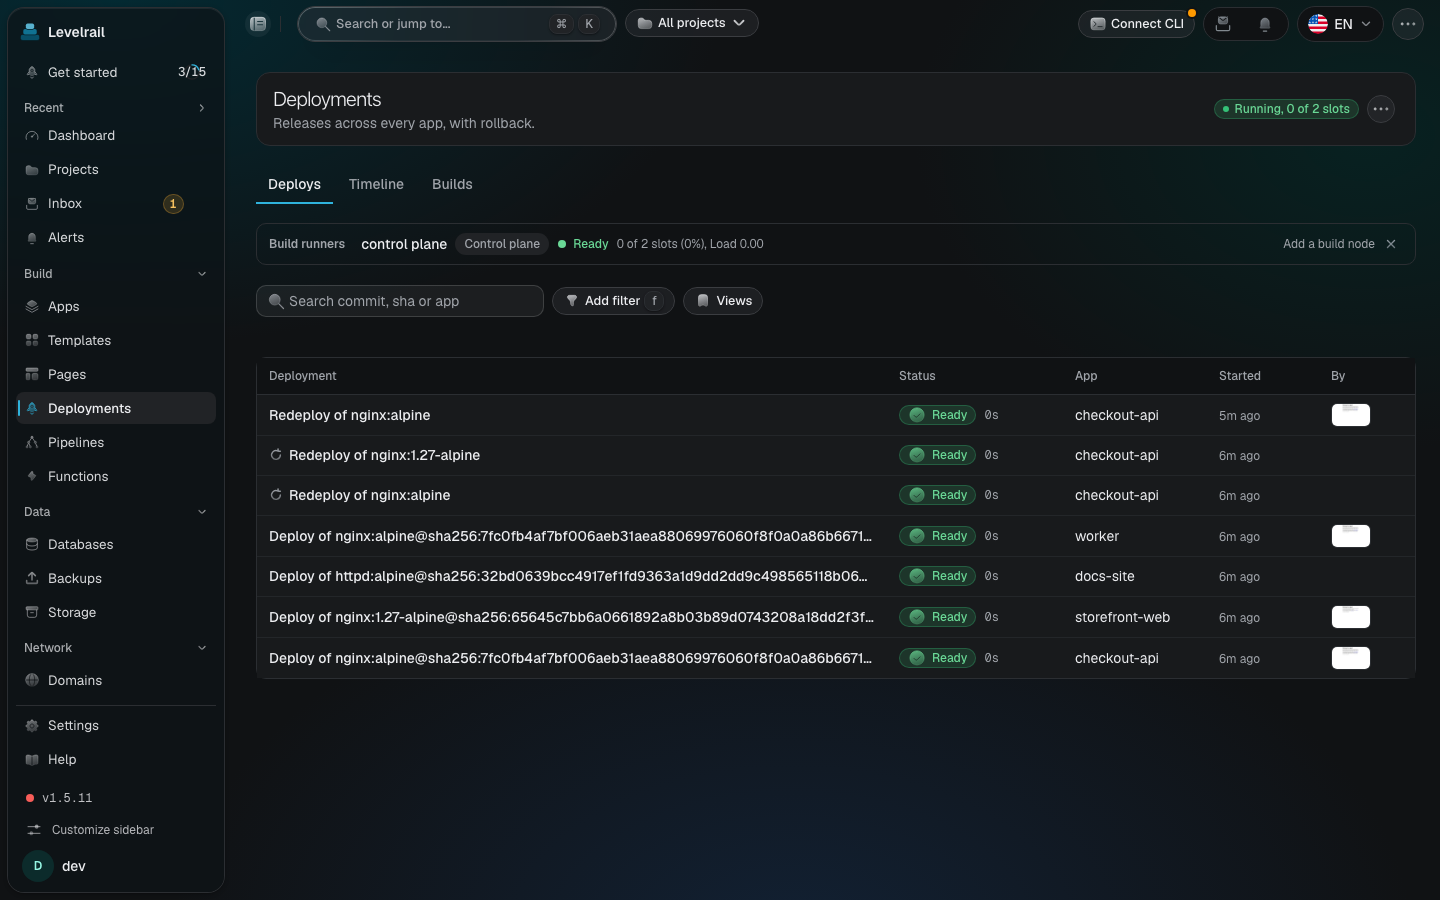 Levelrail
Get started 3/15
Recent
Dashboard
Projects
Inbox 1
Alerts
Build
Apps
Templates
Pages
Deployments
Pipelines
Functions
Data
Databases
Backups
Storage
Network
Domains
Settings
Help
v1.5.11
Customize sidebar
D dev
Search or jump to... ⌘ K
All projects
Connect CLI
EN
Deployments
Releases across every app, with rollback.
Running, 0 of 2 slots
Deploys Timeline Builds
Build runners control plane Control plane Ready 0 of 2 slots (0%), Load 0.00 Add a build node
Search commit, sha or app Add filter f Views
Deployment Status App Started By
Redeploy of nginx:alpine Ready 0s checkout-api 5m ago
Redeploy of nginx:1.27-alpine Ready 0s checkout-api 6m ago
Redeploy of nginx:alpine Ready 0s checkout-api 6m ago
Deploy of nginx:alpine@sha256:7fc0fb4af7bf006aeb31aea88069976060f8f0a0a86b6671... Ready 0s worker 6m ago
Deploy of httpd:alpine@sha256:32bd0639bcc4917ef1fd9363a1d9dd2dd9c498565118b06... Ready 0s docs-site 6m ago
Deploy of nginx:1.27-alpine@sha256:65645c7bb6a0661892a8b03b89d0743208a18dd2f3f... Ready 0s storefront-web 6m ago
Deploy of nginx:alpine@sha256:7fc0fb4af7bf006aeb31aea88069976060f8f0a0a86b6671... Ready 0s checkout-api 6m ago